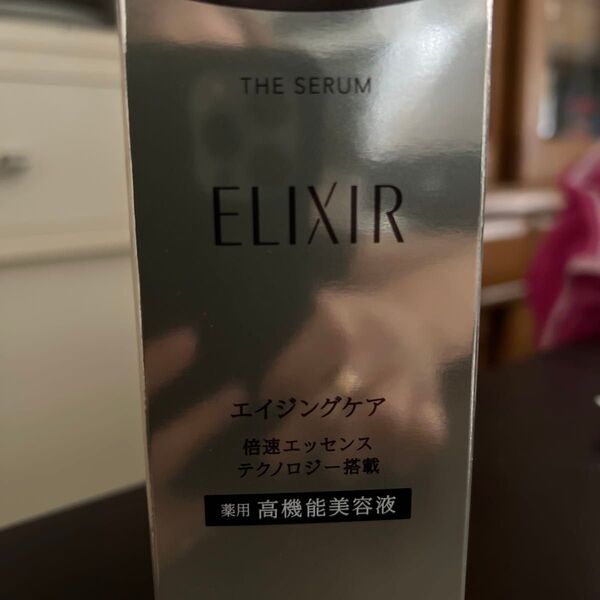 THE SERUM
ELIXIR
エイジングケア
倍速エッセンス
テクノロジー搭載
薬用 高機能美容液